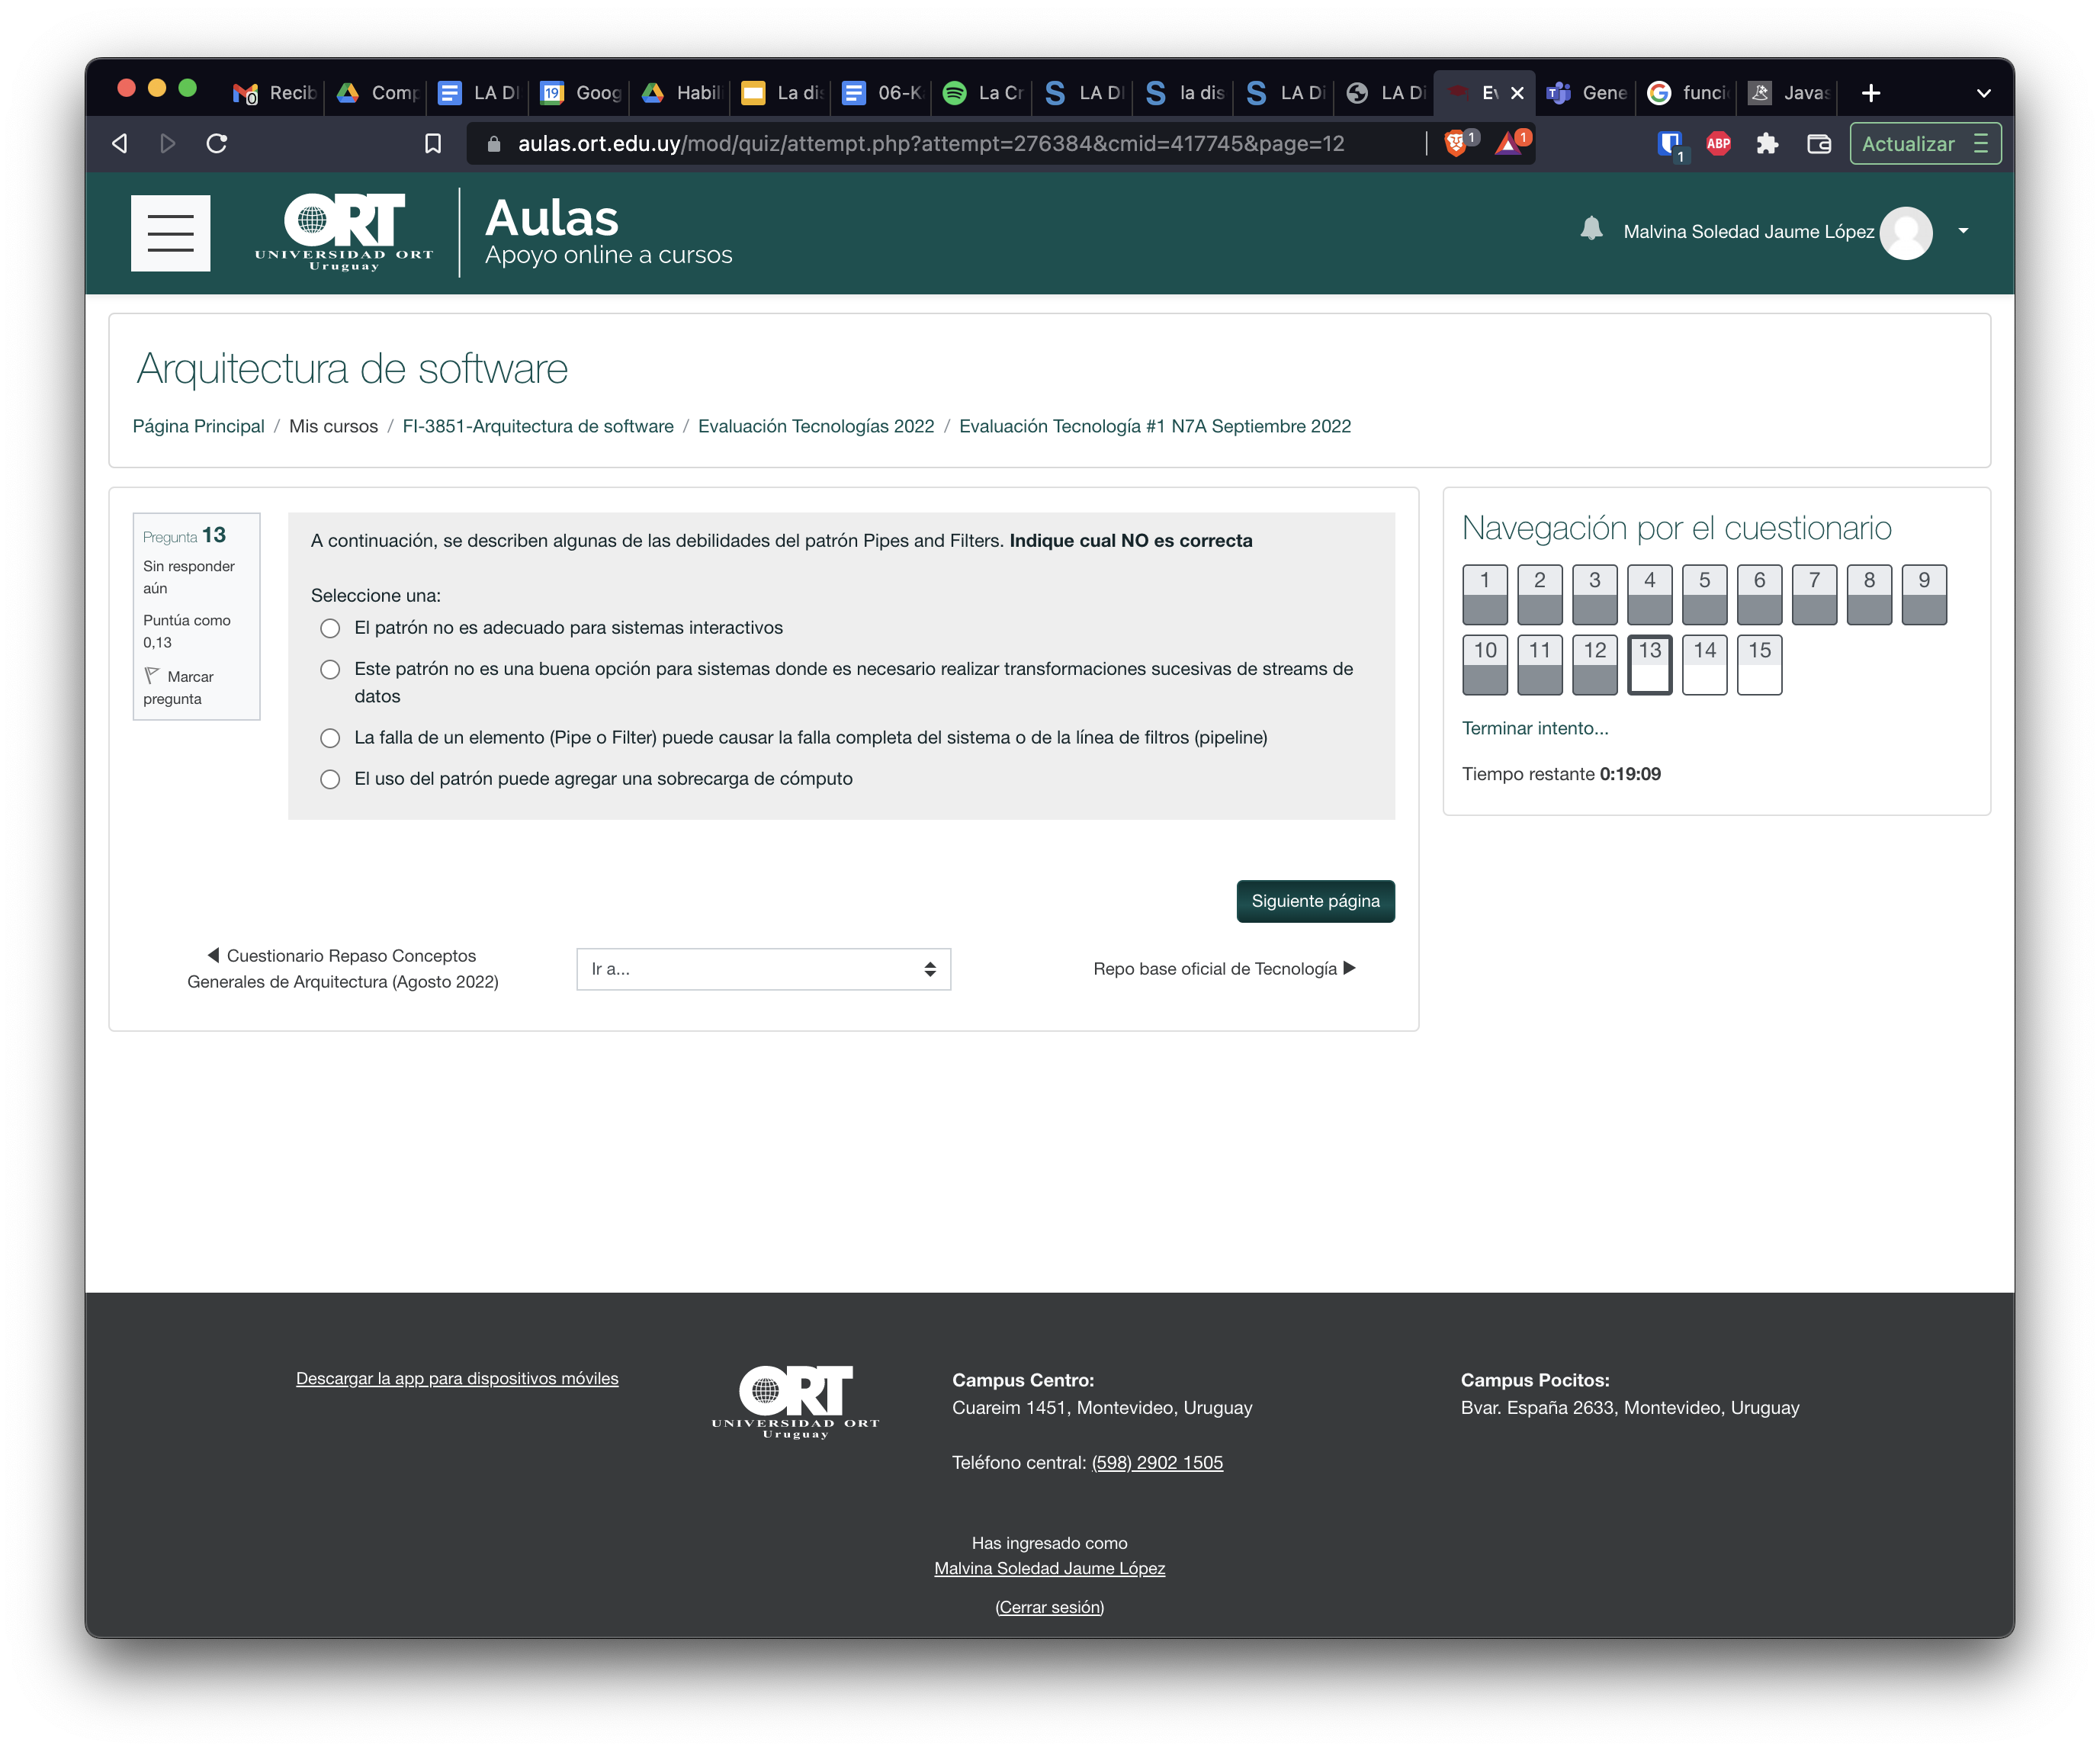 Recib
Comp
LA DI
19
Goog
Habili
La dis
06-K
La Cr
LA DI
la dis
LA Di
LA Di
Ev
Gene
funci
Javas
aulas.ort.edu.uy/mod/quiz/attempt.php?attempt=276384&cmid=417745&page=12
1
1
1
ABP
Actualizar
ORT
UNIVERSIDAD ORT
Uruguay
Aulas
Apoyo online a cursos
Malvina Soledad Jaume López
Arquitectura de software
Página Principal / Mis cursos / FI-3851-Arquitectura de software / Evaluación Tecnologías 2022 / Evaluación Tecnología #1 N7A Septiembre 2022
Pregunta 13
Sin responder
aún
Puntúa como
0,13
Marcar
pregunta
A continuación, se describen algunas de las debilidades del patrón Pipes and Filters. Indique cual NO es correcta
Seleccione una:
El patrón no es adecuado para sistemas interactivos
Este patrón no es una buena opción para sistemas donde es necesario realizar transformaciones sucesivas de streams de
datos
La falla de un elemento (Pipe o Filter) puede causar la falla completa del sistema o de la línea de filtros (pipeline)
El uso del patrón puede agregar una sobrecarga de cómputo
Siguiente página
Cuestionario Repaso Conceptos
Generales de Arquitectura (Agosto 2022)
Ir a...
Repo base oficial de Tecnología
Navegación por el cuestionario
1 2 3 4 5 6 7 8 9
10 11 12 13 14 15
Terminar intento...
Tiempo restante 0:19:09
Descargar la app para dispositivos móviles
ORT
UNIVERSIDAD ORT
Uruguay
Campus Centro:
Cuareim 1451, Montevideo, Uruguay
Teléfono central: (598) 2902 1505
Campus Pocitos:
Bvar. España 2633, Montevideo, Uruguay
Has ingresado como
Malvina Soledad Jaume López
(Cerrar sesión)